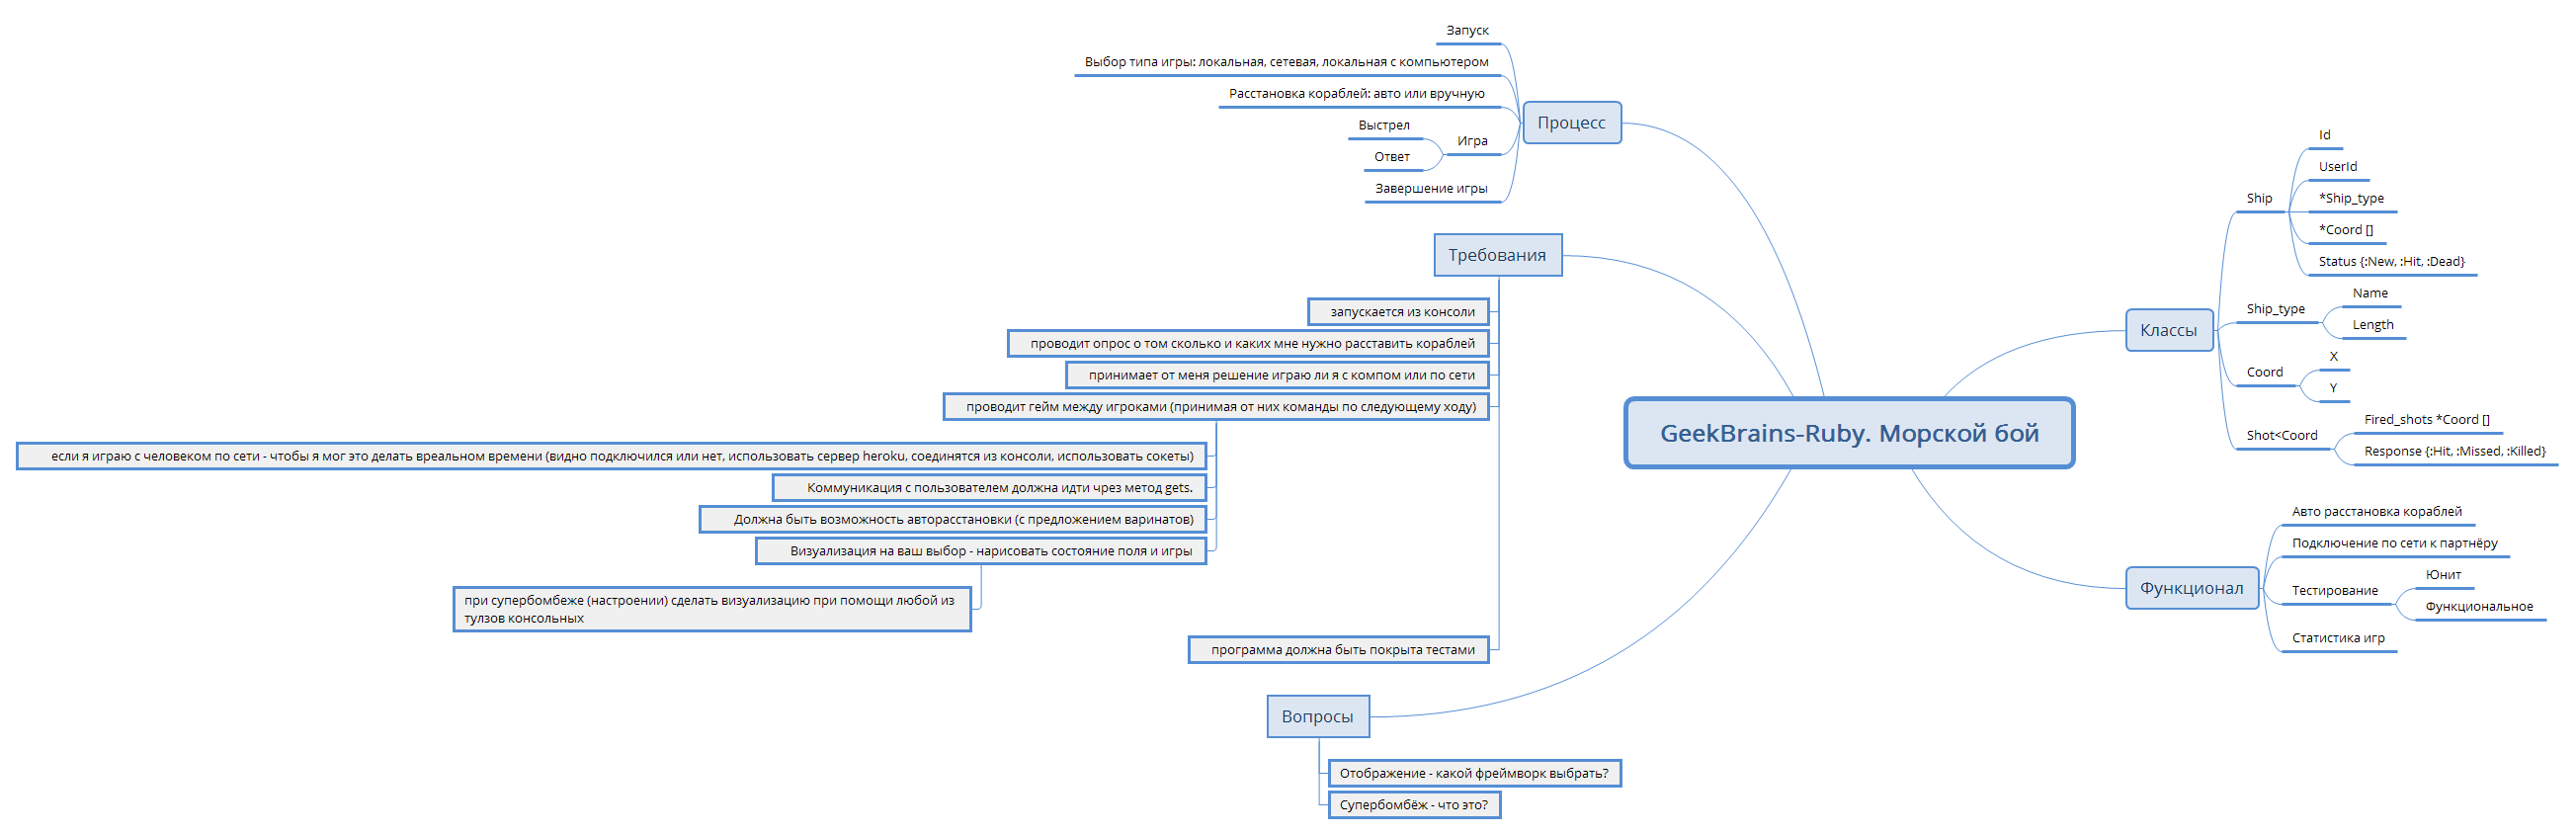 GeekBrains-Ruby. Морской бой
Процесс
Запуск
Выбор типа игры: локальная, сетевая, локальная с компьютером
Расстановка кораблей: авто или вручную
Игра
Выстрел
Ответ
Завершение игры
Требования
запускается из консоли
проводит опрос о том сколько и каких мне нужно расставить кораблей
принимает от меня решение играю ли я с компом или по сети
проводит гейм между игроками (принимая от них команды по следующему ходу)
если я играю с человеком по сети - чтобы я мог это делать вреальном времени (видно подключился или нет, использовать сервер heroku, соединятся из консоли, использовать сокеты)
Коммуникация с пользователем должна идти чрез метод gets.
Должна быть возможность авторасстановки (с предложением варинатов)
Визуализация на ваш выбор - нарисовать состояние поля и игры
при супербомбеже (настроении) сделать визуализацию при помощи любой из
тулзов консольных
программа должна быть покрыта тестами
Вопросы
Отображение - какой фреймворк выбрать?
Супербомбёж - что это?
Классы
Ship
Id
UserId
*Ship_type
*Coord []
Status {:New, :Hit, :Dead}
Ship_type
Name
Length
Coord
X
Y
Shot<Coord
Fired_shots *Coord []
Response {:Hit, :Missed, :Killed}
Функционал
Авто расстановка кораблей
Подключение по сети к партнёру
Тестирование
Юнит
Функциональное
Статистика игр